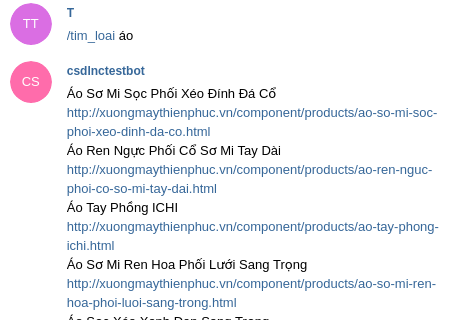 TT
T
/tim_loai áo
CS
csdlnctestbot
Áo Sơ Mi Sọc Phối Xéo Đính Đá Cổ
http://xuongmaythienphuc.vn/component/products/ao-so-mi-soc-
phoi-xeo-dinh-da-co.html
Áo Ren Ngực Phối Cổ Sơ Mi Tay Dài
http://xuongmaythienphuc.vn/component/products/ao-ren-nguc-
phoi-co-so-mi-tay-dai.html
Áo Tay Phồng ICHI
http://xuongmaythienphuc.vn/component/products/ao-tay-phong-
ichi.html
Áo Sơ Mi Ren Hoa Phối Lưới Sang Trọng
http://xuongmaythienphuc.vn/component/products/ao-so-mi-ren-
hoa-phoi-luoi-sang-trong.html